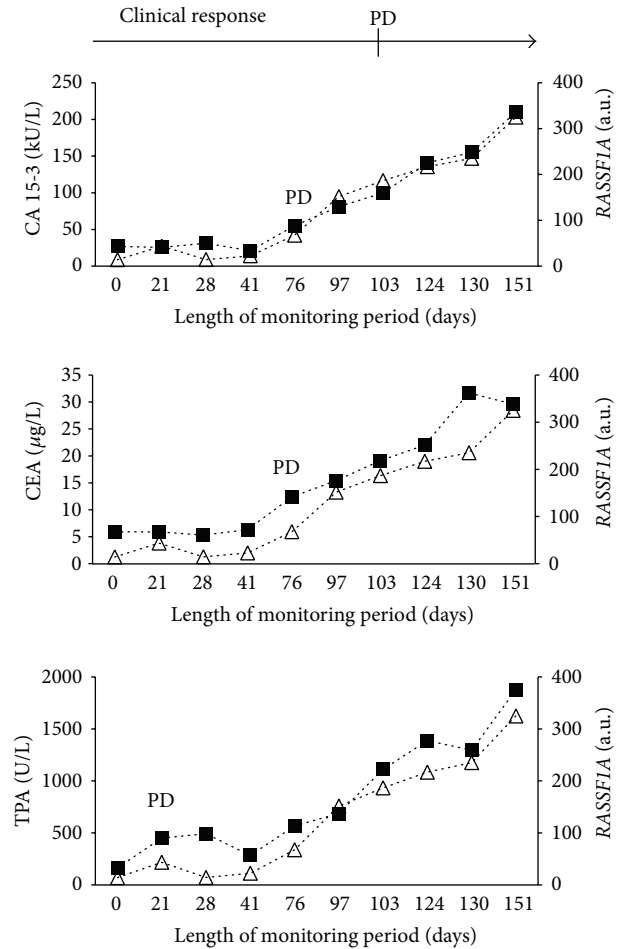 Clinical response PD
250 400
200 300
150 200
100 PD
50 100
0 0
CA 15-3 (kU/L)
RASSF1A (a.u.)
0 21 28 41 76 97 103 124 130 151
Length of monitoring period (days)
35 400
30 300
25
20 200
15 PD
10 100
5
0 0
CEA (μg/L)
RASSF1A (a.u.)
0 21 28 41 76 97 103 124 130 151
Length of monitoring period (days)
2000 400
1500 300
1000 200
PD
500 100
0 0
TPA (U/L)
RASSF1A (a.u.)
0 21 28 41 76 97 103 124 130 151
Length of monitoring period (days)